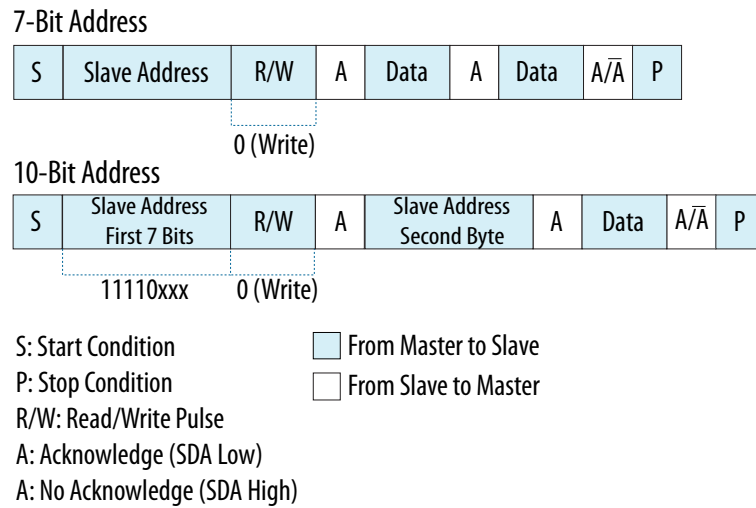 7-Bit Address
S Slave Address R/W A Data A Data A/A̅ P
0 (Write)
10-Bit Address
S Slave Address First 7 Bits R/W A Slave Address Second Byte A Data A/A̅ P
11110xxx 0 (Write)
S: Start Condition
P: Stop Condition
R/W: Read/Write Pulse
A: Acknowledge (SDA Low)
A: No Acknowledge (SDA High)
From Master to Slave
From Slave to Master